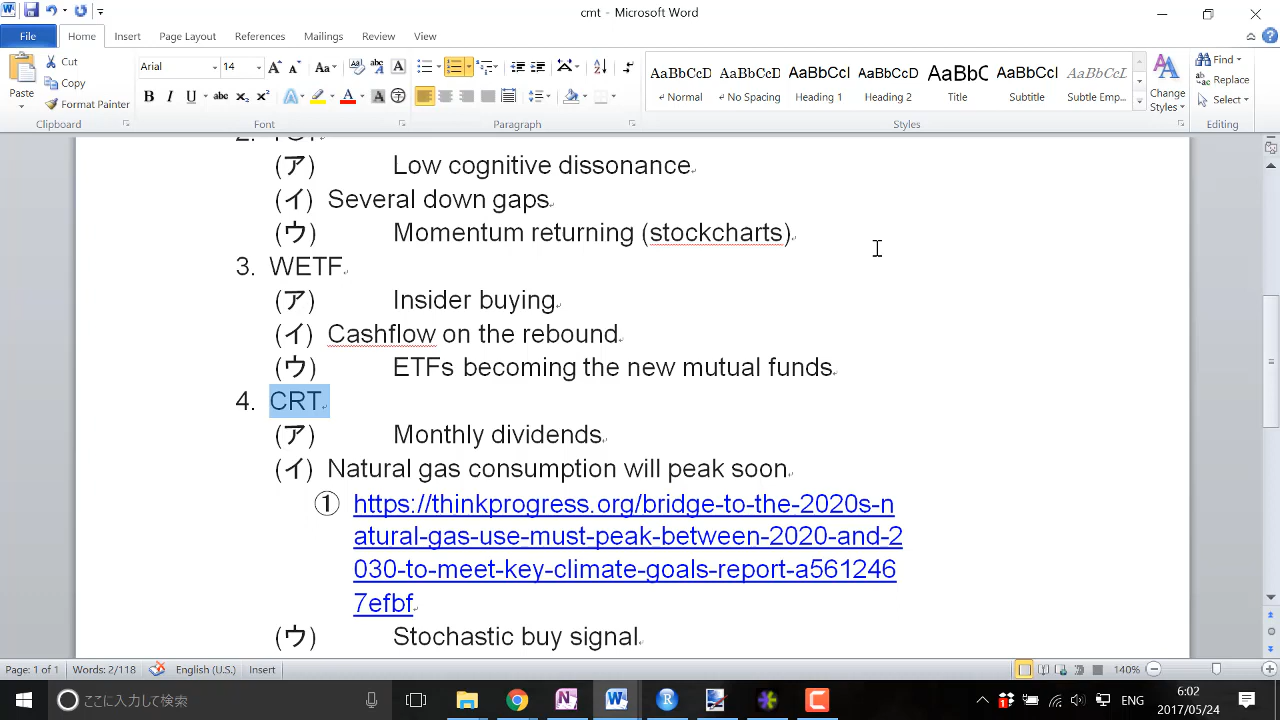 cmt - Microsoft Word
File Home Insert Page Layout References Mailings Review View
Paste
Cut
Copy
Format Painter
Clipboard
Arial 14
Font
Paragraph
AaBbCcD AaBbCcD AaBbCcI AaBbCcD AaBbC AaBbCcI AaBbCcD
Normal No Spacing Heading 1 Heading 2 Title Subtitle Subtle Emp...
Change Styles
Styles
Find
Replace
Select
Editing
(ア) Low cognitive dissonance
(イ) Several down gaps
(ウ) Momentum returning (stockcharts)
3. WETF
(ア) Insider buying
(イ) Cashflow on the rebound
(ウ) ETFs becoming the new mutual funds
4. CRT
(ア) Monthly dividends
(イ) Natural gas consumption will peak soon
① https://thinkprogress.org/bridge-to-the-2020s-n
atural-gas-use-must-peak-between-2020-and-2
030-to-meet-key-climate-goals-report-a561246
7efbf
(ウ) Stochastic buy signal
Page: 1 of 1 Words: 2/118 English (U.S.) Insert 140%
ここに入力して検索 ENG 6:02
2017/05/24